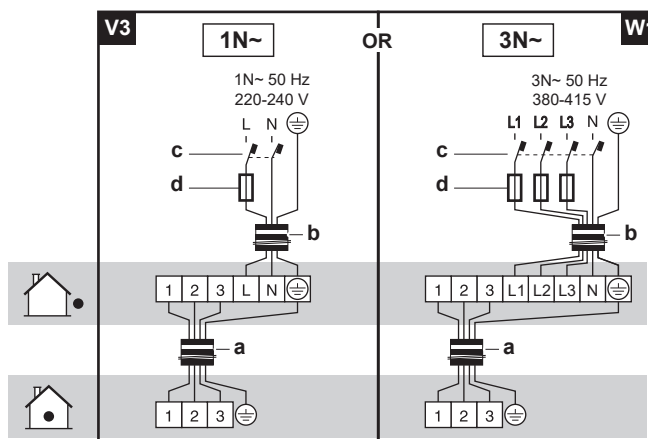 V3 1N~ OR 3N~ W1
1N~ 50 Hz
220-240 V
3N~ 50 Hz
380-415 V
L N
L1 L2 L3 N
c
c
d
d
b
b
1 2 3 L N
1 2 3 L1 L2 L3 N
a
a
1 2 3
1 2 3